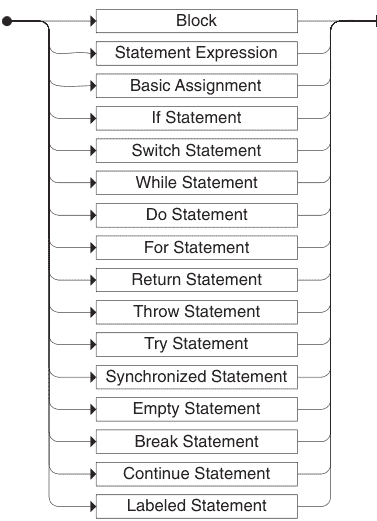 Block
Statement Expression
Basic Assignment
If Statement
Switch Statement
While Statement
Do Statement
For Statement
Return Statement
Throw Statement
Try Statement
Synchronized Statement
Empty Statement
Break Statement
Continue Statement
Labeled Statement